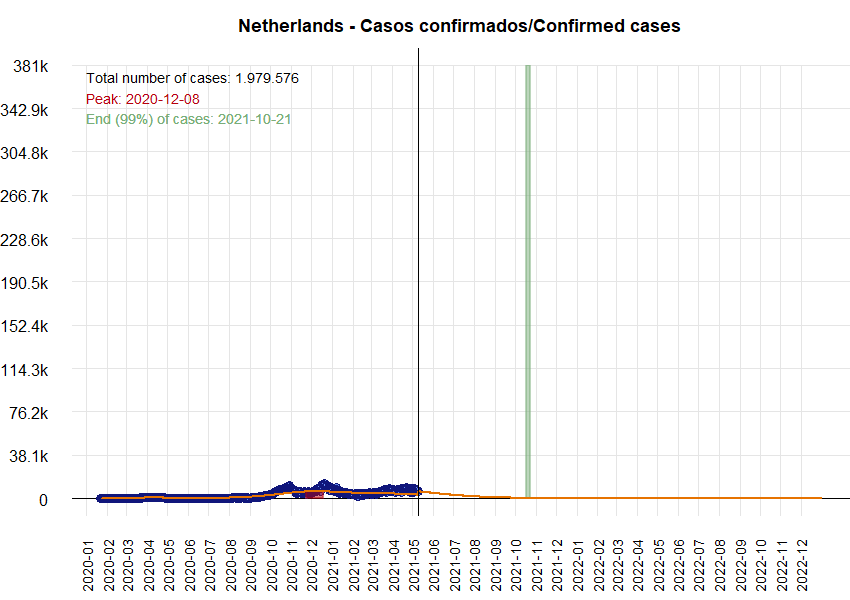 Netherlands - Casos confirmados/Confirmed cases
381k
342.9k
304.8k
266.7k
228.6k
190.5k
152.4k
114.3k
76.2k
38.1k
0
Total number of cases: 1.979.576
Peak: 2020-12-08
End (99%) of cases: 2021-10-21
2020-01
2020-02
2020-03
2020-04
2020-05
2020-06
2020-07
2020-08
2020-09
2020-10
2020-11
2020-12
2021-01
2021-02
2021-03
2021-04
2021-05
2021-06
2021-07
2021-08
2021-09
2021-10
2021-11
2021-12
2022-01
2022-02
2022-03
2022-04
2022-05
2022-06
2022-07
2022-08
2022-09
2022-10
2022-11
2022-12